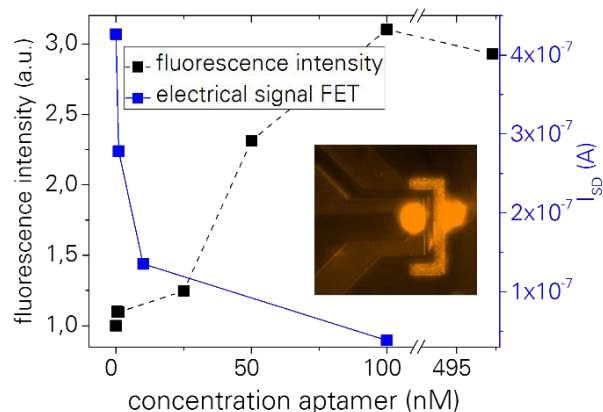 3,0
2,5
2,0
1,5
1,0
fluorescence intensity (a.u.)
fluorescence intensity
electrical signal FET
4x10-7
3x10-7
2x10-7
1x10-7
ISD (A)
0
50
100
495
concentration aptamer (nM)